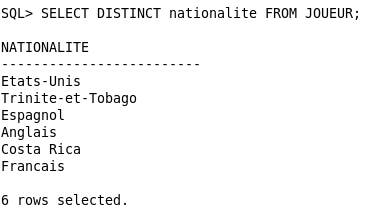 SQL> SELECT DISTINCT nationalite FROM JOUEUR;
NATIONALITE
-------------------------
Etats-Unis
Trinite-et-Tobago
Espagnol
Anglais
Costa Rica
Francais
6 rows selected.